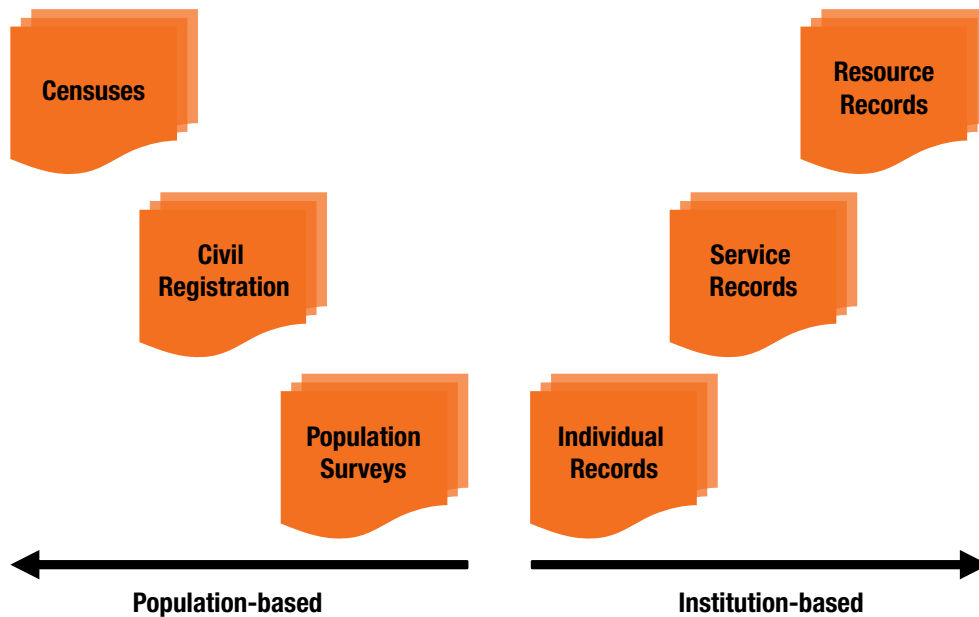 Censuses
Resource
Records
Civil
Registration
Service
Records
Population
Surveys
Individual
Records
Population-based
Institution-based